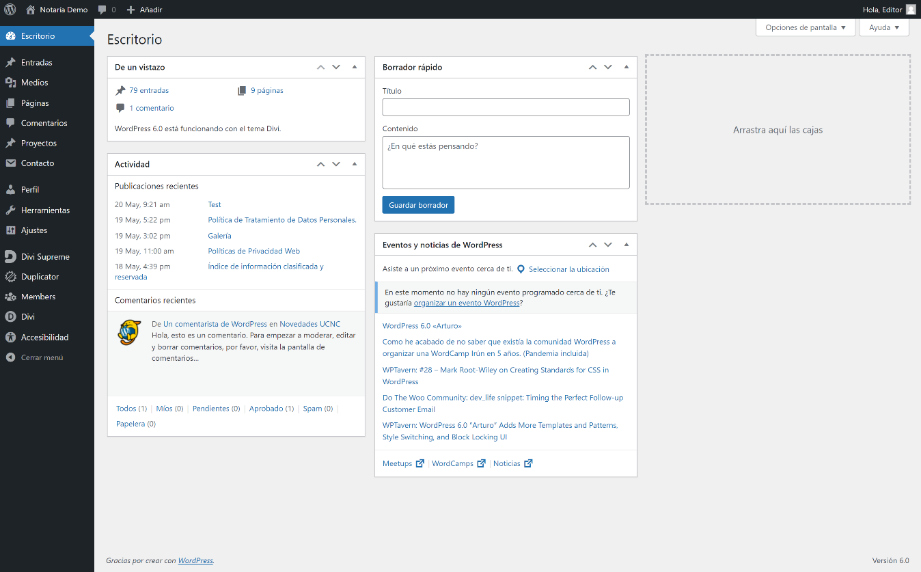 Notaría Demo 0 Añadir Hola, Editor
Escritorio
Entradas
Medios
Páginas
Comentarios
Proyectos
Contacto
Perfil
Herramientas
Ajustes
Divi Supreme
Duplicator
Members
Divi
Accesibilidad
Cerrar menú
Opciones de pantalla Ayuda
Escritorio
De un vistazo
79 entradas 9 páginas
1 comentario
WordPress 6.0 está funcionando con el tema Divi.
Actividad
Publicaciones recientes
20 May, 9:21 am Test
19 May, 5:22 pm Política de Tratamiento de Datos Personales.
19 May, 3:02 pm Galería
19 May, 11:00 am Políticas de Privacidad Web
18 May, 4:39 pm Índice de información clasificada y
reservada
Comentarios recientes
De Un comentarista de WordPress en Novedades UCNC
Hola, esto es un comentario. Para empezar a moderar, editar
y borrar comentarios, por favor, visita la pantalla de
comentarios...
Todos (1) | Míos (0) | Pendientes (0) | Aprobado (1) | Spam (0) |
Papelera (0)
Borrador rápido
Título
Contenido
¿En qué estás pensando?
Guardar borrador
Eventos y noticias de WordPress
Asiste a un próximo evento cerca de ti. Seleccionar la ubicación
En este momento no hay ningún evento programado cerca de ti. ¿Te
gustaría organizar un evento WordPress?
WordPress 6.0 «Arturo»
Como he acabado de no saber que existía la comunidad WordPress a
organizar una WordCamp Irún en 5 años. (Pandemia incluida)
WPTavern: #28 – Mark Root-Wiley on Creating Standards for CSS in
WordPress
Do The Woo Community: dev_life snippet: Timing the Perfect Follow-up
Customer Email
WPTavern: WordPress 6.0 "Arturo" Adds More Templates and Patterns,
Style Switching, and Block Locking UI
Meetups | WordCamps | Noticias
Arrastra aquí las cajas
Gracias por crear con WordPress. Versión 6.0